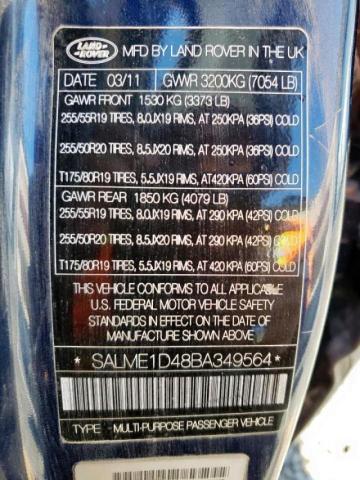 LAND-
ROVER
MFD BY LAND ROVER IN THE UK
DATE 03/11 GVWR 3200KG (7054 LB)
GAWR FRONT 1530 KG (3373 LB)
255/55R19 TIRES, 8.0JX19 RIMS, AT 250KPA (36PSI) COLD
255/50R20 TIRES, 8.5JX20 RIMS, AT 250KPA (36PSI) COLD
T175/80R19 TIRES, 5.5JX19 RIMS, AT420KPA (60PSI) COLD
GAWR REAR 1850 KG (4079 LB)
255/55R19 TIRES, 8.0JX19 RIMS, AT 290 KPA (42PSI) COLD
255/50R20 TIRES, 8.5JX20 RIMS, AT 290 KPA (42PSI) COLD
T175/80R19 TIRES, 5.5JX19 RIMS, AT 420 KPA (60PSI) COLD
THIS VEHICLE CONFORMS TO ALL APPLICABLE
U.S. FEDERAL MOTOR VEHICLE SAFETY
STANDARDS IN EFFECT ON THE DATE OF
MANUFACTURE SHOWN ABOVE
* SALME1D48BA349564 *
TYPE MULTI-PURPOSE PASSENGER VEHICLE